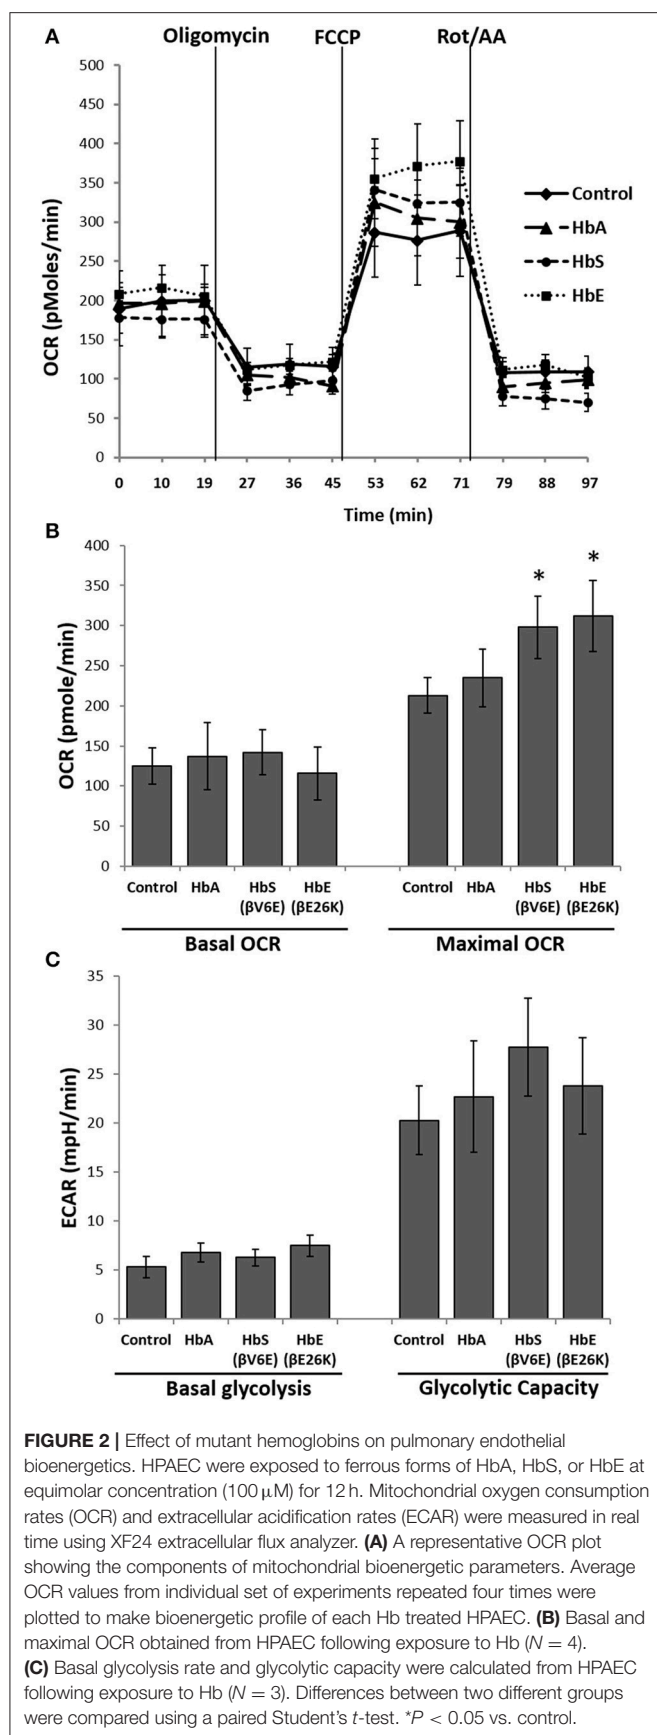 A
Oligomycin FCCP Rot/AA
500
450
400
350
300
250
200
150
100
50
0
OCR (pMoles/min)
Control
HbA
HbS
HbE
0 10 19 27 36 45 53 62 71 79 88 97
Time (min)
B
400
350
300
250
200
150
100
50
0
OCR (pmole/min)
* *
Control HbA HbS HbE Control HbA HbS HbE
(βV6E) (βE26K) (βV6E) (βE26K)
Basal OCR Maximal OCR
C
35
30
25
20
15
10
5
0
ECAR (mpH/min)
Control HbA HbS HbE Control HbA HbS HbE
(βV6E) (βE26K) (βV6E) (βE26K)
Basal glycolysis Glycolytic Capacity
FIGURE 2 | Effect of mutant hemoglobins on pulmonary endothelial
bioenergetics. HPAEC were exposed to ferrous forms of HbA, HbS, or HbE at
equimolar concentration (100 μM) for 12 h. Mitochondrial oxygen consumption
rates (OCR) and extracellular acidification rates (ECAR) were measured in real
time using XF24 extracellular flux analyzer. (A) A representative OCR plot
showing the components of mitochondrial bioenergetic parameters. Average
OCR values from individual set of experiments repeated four times were
plotted to make bioenergetic profile of each Hb treated HPAEC. (B) Basal and
maximal OCR obtained from HPAEC following exposure to Hb (N = 4).
(C) Basal glycolysis rate and glycolytic capacity were calculated from HPAEC
following exposure to Hb (N = 3). Differences between two different groups
were compared using a paired Student's t-test. *P < 0.05 vs. control.